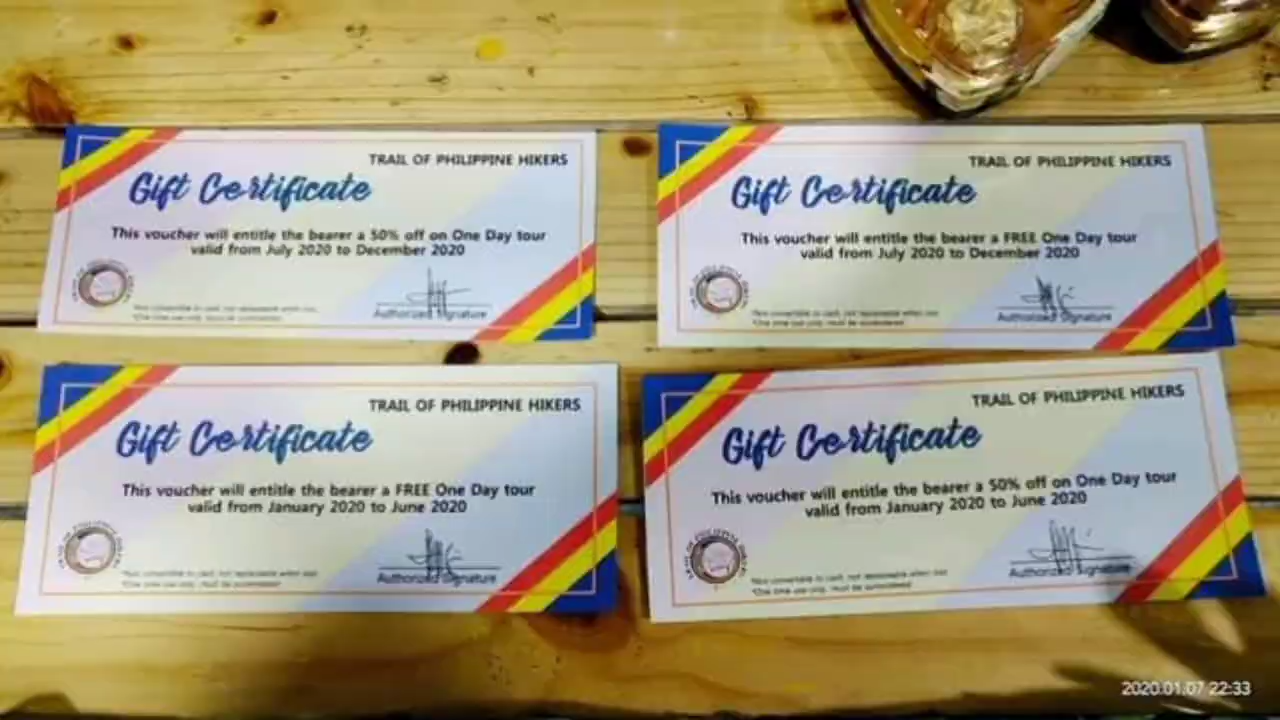 TRAIL OF PHILIPPINE HIKERS
Gift Certificate
This voucher will entitle the bearer a 50% off on One Day tour
valid from July 2020 to December 2020
Authorized Signature
TRAIL OF PHILIPPINE HIKERS
Gift Certificate
This voucher will entitle the bearer a FREE One Day tour
valid from July 2020 to December 2020
Authorized Signature
TRAIL OF PHILIPPINE HIKERS
Gift Certificate
This voucher will entitle the bearer a FREE One Day tour
valid from January 2020 to June 2020
Authorized Signature
TRAIL OF PHILIPPINE HIKERS
Gift Certificate
This voucher will entitle the bearer a 50% off on One Day tour
valid from January 2020 to June 2020
Authorized Signature
2020.01.07 22:33